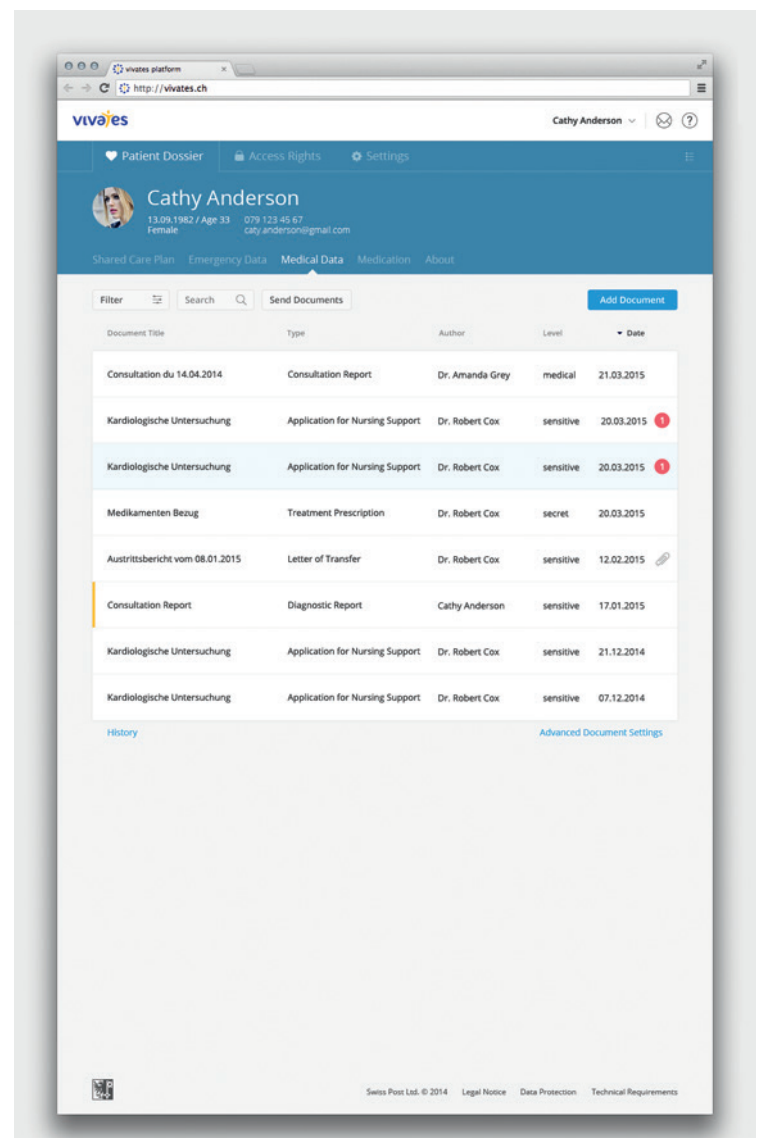 vivates platform
http://vivates.ch
vivates
Cathy Anderson
?
Patient Dossier Access Rights Settings
Cathy Anderson
13.09.1982 / Age 33 079 123 45 67
Female caty.anderson@gmail.com
Shared Care Plan Emergency Data Medical Data Medication About
Filter Search Send Documents Add Document
Document Title Type Author Level Date
Consultation du 14.04.2014 Consultation Report Dr. Amanda Grey medical 21.03.2015
Kardiologische Untersuchung Application for Nursing Support Dr. Robert Cox sensitive 20.03.2015 1
Kardiologische Untersuchung Application for Nursing Support Dr. Robert Cox sensitive 20.03.2015 1
Medikamenten Bezug Treatment Prescription Dr. Robert Cox secret 20.03.2015
Austrittsbericht vom 08.01.2015 Letter of Transfer Dr. Robert Cox sensitive 12.02.2015
Consultation Report Diagnostic Report Cathy Anderson sensitive 17.01.2015
Kardiologische Untersuchung Application for Nursing Support Dr. Robert Cox sensitive 21.12.2014
Kardiologische Untersuchung Application for Nursing Support Dr. Robert Cox sensitive 07.12.2014
History Advanced Document Settings
Swiss Post Ltd. © 2014 Legal Notice Data Protection Technical Requirements